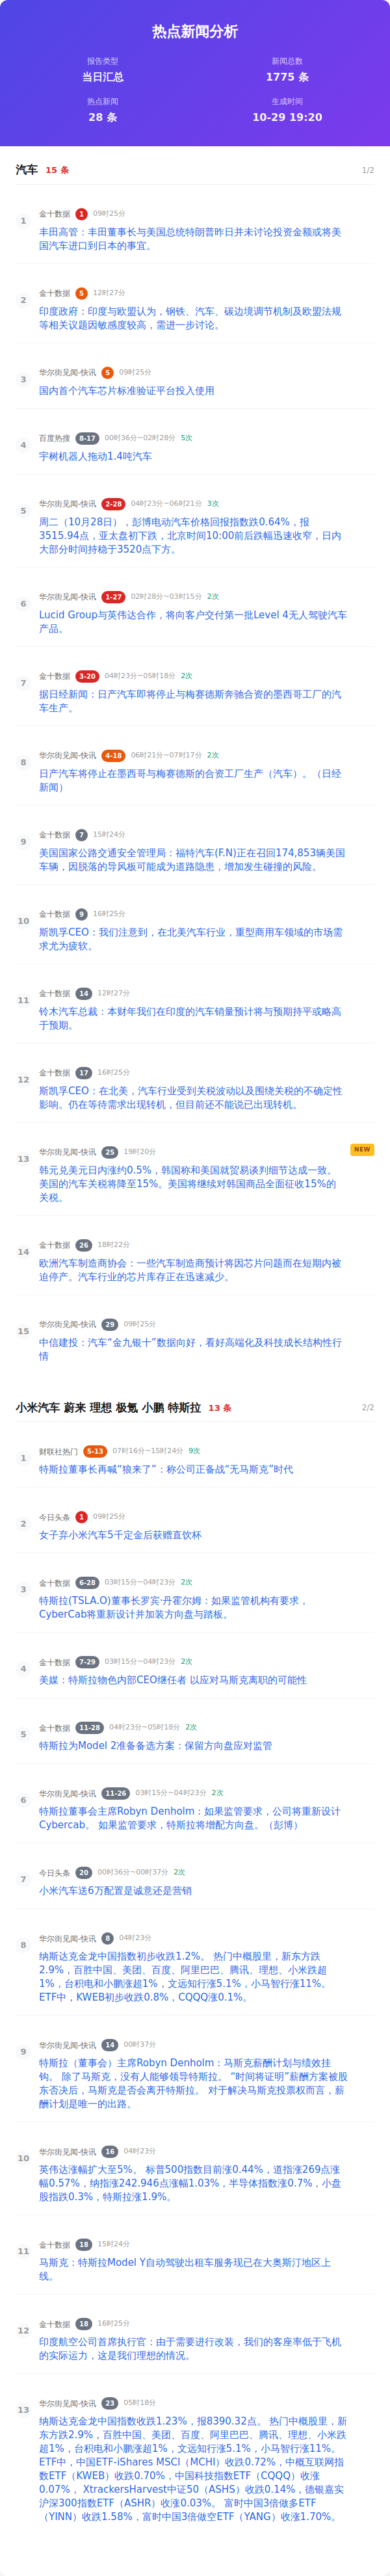 热点新闻分析
报告类型
新闻总数
当日汇总
1775 条
热点新闻
生成时间
28 条
10-29 19:20
汽车 15 条 1/2
1
金十数据 1 09时25分
丰田高管：丰田董事长与美国总统特朗普昨日并未讨论投资金额或将美
国汽车进口到日本的事宜。
2
金十数据 5 12时27分
印度政府：印度与欧盟认为，钢铁、汽车、碳边境调节机制及欧盟法规
等相关议题因敏感度较高，需进一步讨论。
3
华尔街见闻-快讯 5 09时25分
国内首个汽车芯片标准验证平台投入使用
4
百度热搜 8-17 00时36分~02时28分 5次
宇树机器人拖动1.4吨汽车
5
华尔街见闻-快讯 2-28 04时23分~06时21分 3次
周二（10月28日），彭博电动汽车价格回报指数跌0.64%，报
3515.94点，亚太盘初下跌，北京时间10:00前后跌幅迅速收窄，日内
大部分时间持稳于3520点下方。
6
华尔街见闻-快讯 1-27 02时28分~03时15分 2次
Lucid Group与英伟达合作，将向客户交付第一批Level 4无人驾驶汽车
产品。
7
金十数据 3-20 04时23分~05时18分 2次
据日经新闻：日产汽车即将停止与梅赛德斯奔驰合资的墨西哥工厂的汽
车生产。
8
华尔街见闻-快讯 4-18 06时21分~07时17分 2次
日产汽车将停止在墨西哥与梅赛德斯的合资工厂生产（汽车）。（日经
新闻）
9
金十数据 7 15时24分
美国国家公路交通安全管理局：福特汽车(F.N)正在召回174,853辆美国
车辆，因脱落的导风板可能成为道路隐患，增加发生碰撞的风险。
10
金十数据 9 16时25分
斯凯孚CEO：我们注意到，在北美汽车行业，重型商用车领域的市场需
求尤为疲软。
11
金十数据 14 12时27分
铃木汽车总裁：本财年我们在印度的汽车销量预计将与预期持平或略高
于预期。
12
金十数据 17 16时25分
斯凯孚CEO：在北美，汽车行业受到关税波动以及围绕关税的不确定性
影响。仍在等待需求出现转机，但目前还不能说已出现转机。
13
华尔街见闻-快讯 25 19时20分 NEW
韩元兑美元日内涨约0.5%，韩国称和美国就贸易谈判细节达成一致。
美国的汽车关税将降至15%。美国将继续对韩国商品全面征收15%的
关税。
14
金十数据 26 18时22分
欧洲汽车制造商协会：一些汽车制造商预计将因芯片问题而在短期内被
迫停产。汽车行业的芯片库存正在迅速减少。
15
华尔街见闻-快讯 29 09时25分
中信建投：汽车“金九银十”数据向好，看好高端化及科技成长结构性行
情
小米汽车 蔚来 理想 极氪 小鹏 特斯拉 13 条 2/2
1
财联社热门 5-13 07时16分~15时24分 9次
特斯拉董事长再喊“狼来了”：称公司正备战“无马斯克”时代
2
今日头条 1 09时25分
女子弃小米汽车5千定金后获赠直饮杯
3
金十数据 6-28 03时15分~04时23分 2次
特斯拉(TSLA.O)董事长罗宾·丹霍尔姆：如果监管机构有要求，
CyberCab将重新设计并加装方向盘与踏板。
4
金十数据 7-29 03时15分~04时23分 2次
美媒：特斯拉物色内部CEO继任者 以应对马斯克离职的可能性
5
金十数据 11-28 04时23分~05时18分 2次
特斯拉为Model 2准备备选方案：保留方向盘应对监管
6
华尔街见闻-快讯 11-26 03时15分~04时23分 2次
特斯拉董事会主席Robyn Denholm：如果监管要求，公司将重新设计
Cybercab。 如果监管要求，特斯拉将增配方向盘。（彭博）
7
今日头条 20 00时36分~00时37分 2次
小米汽车送6万配置是诚意还是营销
8
华尔街见闻-快讯 8 04时23分
纳斯达克金龙中国指数初步收跌1.2%。 热门中概股里，新东方跌
2.9%，百胜中国、美团、百度、阿里巴巴、腾讯、理想、小米跌超
1%，台积电和小鹏涨超1%，文远知行涨5.1%，小马智行涨11%。
ETF中，KWEB初步收跌0.8%，CQQQ涨0.1%。
9
华尔街见闻-快讯 14 00时37分
特斯拉（董事会）主席Robyn Denholm：马斯克薪酬计划与绩效挂
钩。 除了马斯克，没有人能够领导特斯拉。 “时间将证明”薪酬方案被股
东否决后，马斯克是否会离开特斯拉。 对于解决马斯克投票权而言，薪
酬计划是唯一的出路。
10
华尔街见闻-快讯 16 04时23分
英伟达涨幅扩大至5%。 标普500指数目前涨0.44%，道指涨269点涨
幅0.57%，纳指涨242.946点涨幅1.03%，半导体指数涨0.7%，小盘
股指跌0.3%，特斯拉涨1.9%。
11
金十数据 18 15时24分
马斯克：特斯拉Model Y自动驾驶出租车服务现已在大奥斯汀地区上
线。
12
金十数据 18 16时25分
印度航空公司首席执行官：由于需要进行改装，我们的客座率低于飞机
的实际运力，这是我们理想的情况。
13
华尔街见闻-快讯 23 05时18分
纳斯达克金龙中国指数收跌1.23%，报8390.32点。 热门中概股里，新
东方跌2.9%，百胜中国、美团、百度、阿里巴巴、腾讯、理想、小米跌
超1%，台积电和小鹏涨超1%，文远知行涨5.1%，小马智行涨11%。
ETF中，中国ETF-iShares MSCI（MCHI）收跌0.72%，中概互联网指
数ETF（KWEB）收跌0.70%，中国科技指数ETF（CQQQ）收涨
0.07%， XtrackersHarvest中证50（ASHS）收跌0.14%，德银嘉实
沪深300指数ETF（ASHR）收涨0.03%。 富时中国3倍做多ETF
（YINN）收跌1.58%，富时中国3倍做空ETF（YANG）收涨1.70%。